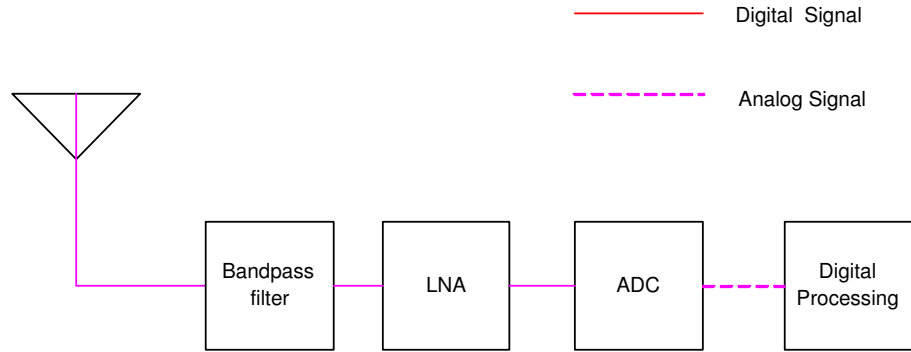 Digital Signal
Analog Signal
Bandpass
filter
LNA
ADC
Digital
Processing